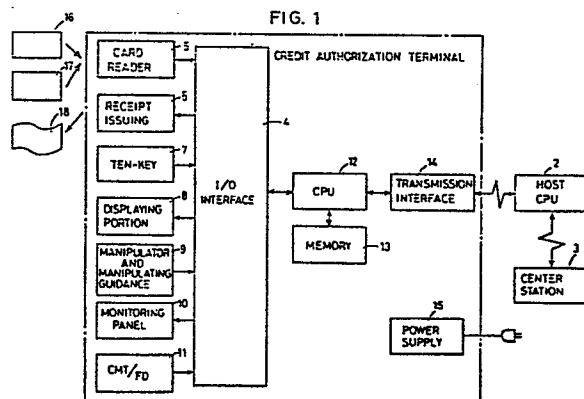 FIG. 1
16
17
18
CREDIT AUTHORIZATION TERMINAL
CARD READER
5
RECEIPT ISSUING
5
TEN-KEY
7
DISPLAYING PORTION
8
MANIPULATOR AND MANIPULATING GUIDANCE
9
MONITORING PANEL
10
CMT/FD
11
I/O INTERFACE
4
CPU
12
MEMORY
13
TRANSMISSION INTERFACE
14
HOST CPU
2
CENTER STATION
3
POWER SUPPLY
15